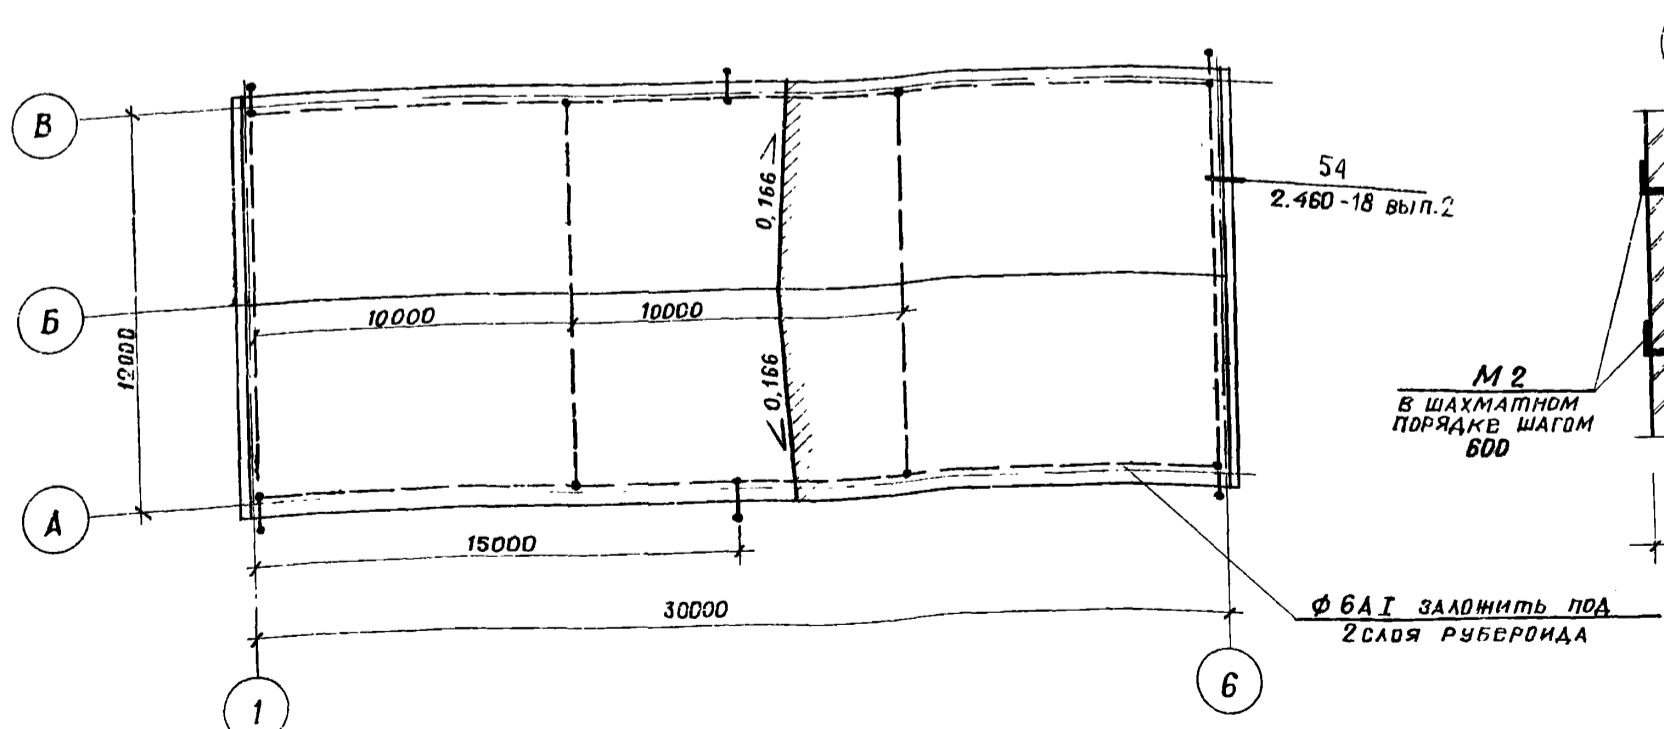 В
0,166
54
2.460-18 вып.2
Б
10000
10000
12000
0,166
М 2
В ШАХМАТНОМ
ПОРЯДКЕ ШАГОМ
600
А
15000
30000
Ф 6А I ЗАЛОЖИТЬ ПОД
2 СЛОЯ РУБЕРОИДА
1
6